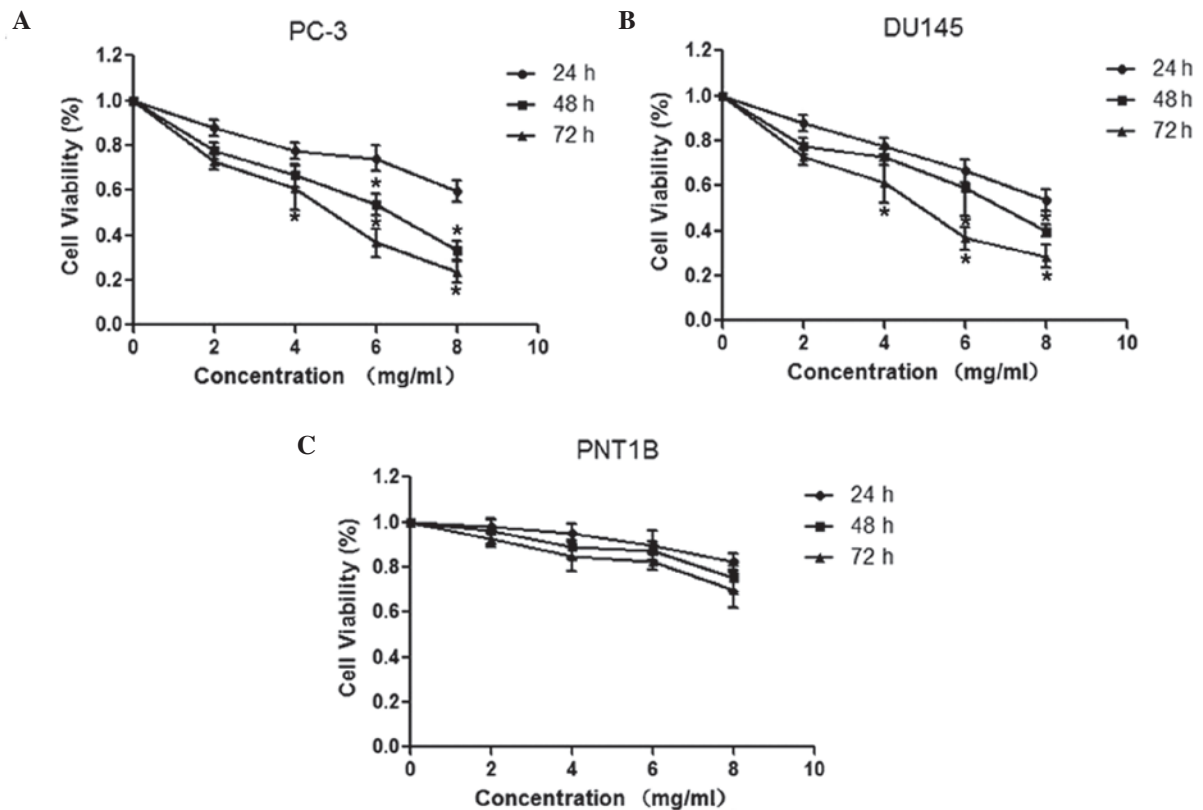 A
PC-3
1.2
1.0
0.8
0.6
0.4
0.2
0.0
Cell Viability (%)
0 2 4 6 8 10
Concentration （mg/ml）
24 h
48 h
72 h
*
*
*
*
*
B
DU145
1.2
1.0
0.8
0.6
0.4
0.2
0.0
Cell Viability (%)
0 2 4 6 8 10
Concentration （mg/ml）
24 h
48 h
72 h
*
*
*
*
*
C
PNT1B
1.2
1.0
0.8
0.6
0.4
0.2
0.0
Cell Viability (%)
0 2 4 6 8 10
Concentration （mg/ml）
24 h
48 h
72 h